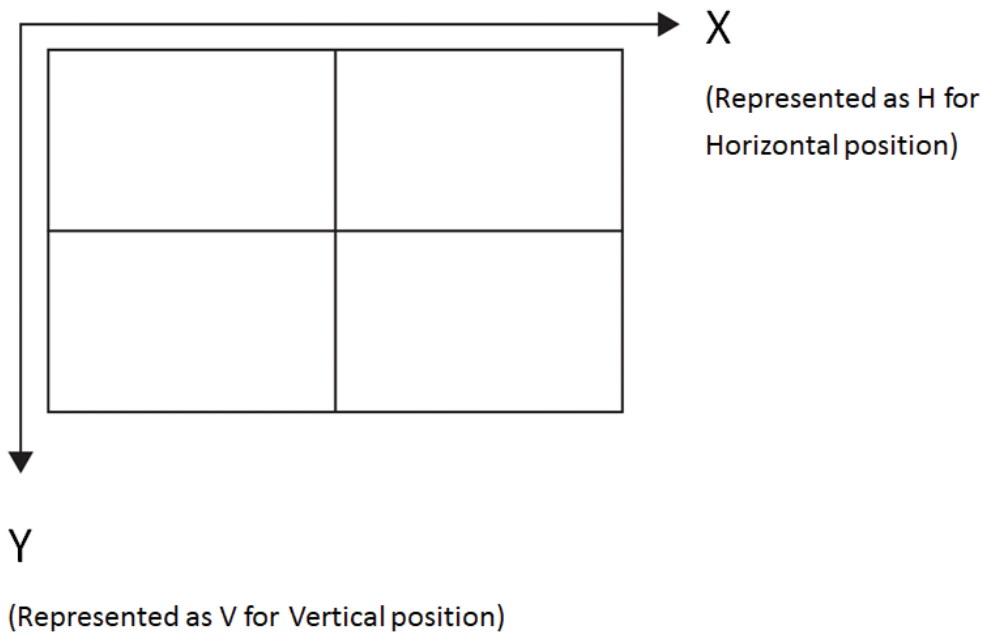 X
(Represented as H for
Horizontal position)
Y
(Represented as V for Vertical position)